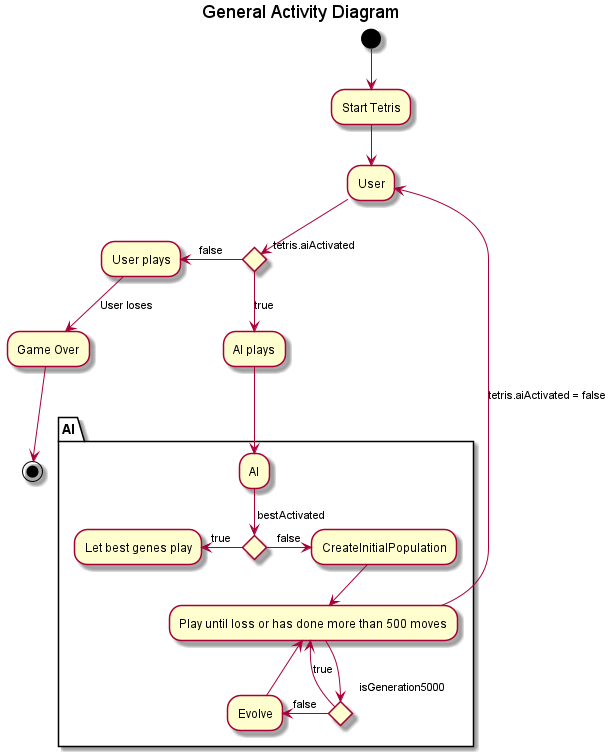 General Activity Diagram
Start Tetris
User
tetris.aiActivated
false
User plays
true
User loses
Game Over
AI plays
tetris.aiActivated = false
AI
AI
bestActivated
true
false
Let best genes play
CreateInitialPopulation
Play until loss or has done more than 500 moves
true
isGeneration5000
false
Evolve